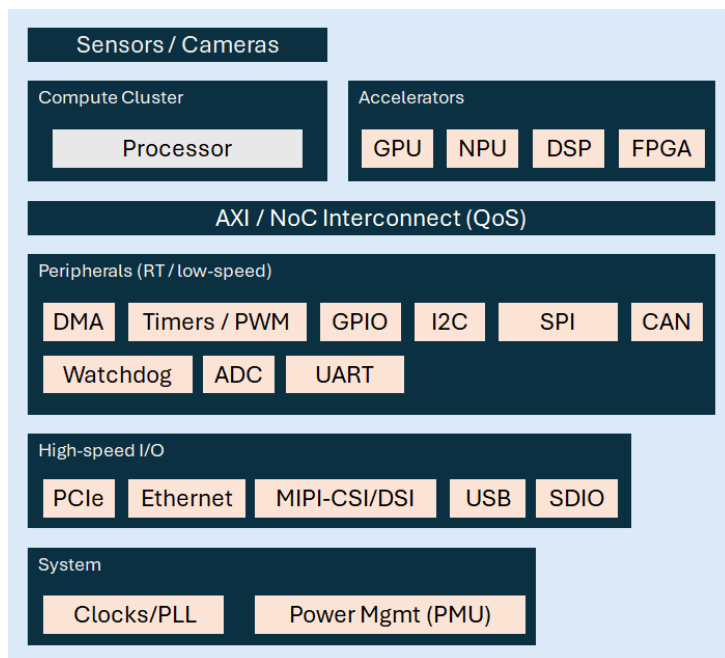 Sensors / Cameras
Compute Cluster
Processor
Accelerators
GPU NPU DSP FPGA
AXI / NoC Interconnect (QoS)
Peripherals (RT / low-speed)
DMA Timers / PWM GPIO I2C SPI CAN
Watchdog ADC UART
High-speed I/O
PCIe Ethernet MIPI-CSI/DSI USB SDIO
System
Clocks/PLL Power Mgmt (PMU)